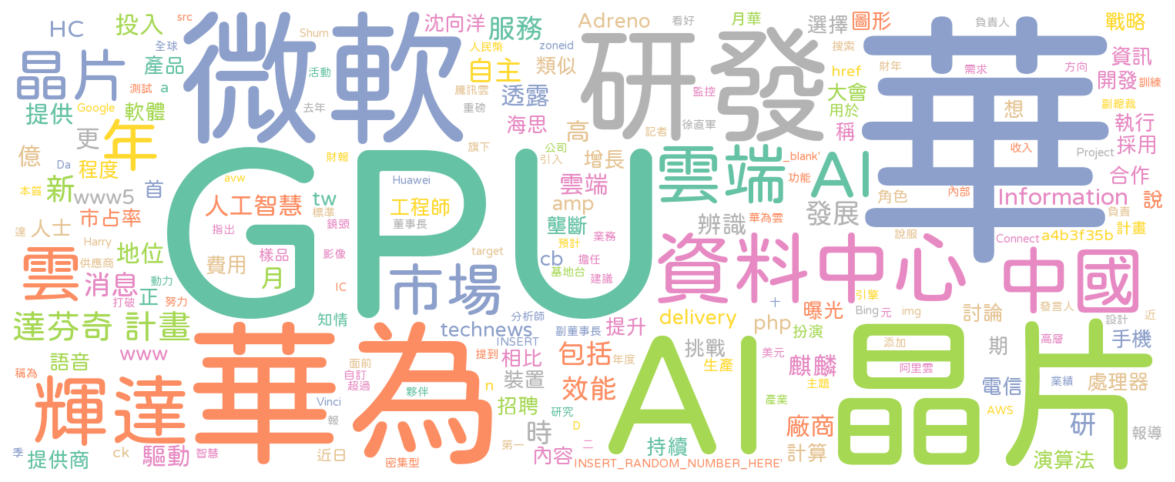 HC
投入
src
微軟
Shum
人民幣
沈向洋
服務
Adreno
看好
月華
選擇
圖形
負責人
戰略
全球
晶片
產品
測試
a
活動
自主
zoneid
類似
研發
搜索
財年
華
需求
方向
資訊
開發
訓練
提供
Google
軟體
去年
騰訊雲
重磅
透露
監控
href
大會
用於
想
副總裁
更
年
海思
高
記者
徐直軍
稱
收入
執行
採用
億
程度
Da
財報
旗下
公司
引入
增長
雲端AI
_blank'
功能
Project
合作
本篇
新
www5
首
avw
GPU
Huawei
雲端
角色
內部
Information
說
達
人士
市占率
人工智慧
tw
標準
工程師
amp
辨識
華為雲
發展
負責
Harry
地位
指出
鏡頭
董事長
壟斷
預計
業務
說服
Connect
a4b3f35b
計畫
雲
供應商
費用
樣品
影像
target
cb
擔任
基地台
建議
資料中心
中國
消息
正
動力
月
IC
市場
+
引擎
發言人
近
打破
努力
曝光
Bing
元
img
達芬奇
計畫
知情
分析師
副董事長
提升
delivery
php
扮演
討論
設計
technews
INSERT
語音
www
面前
提到
相比
包括
年度
挑戰
美元
麒麟
添加
期
高層
手機
稱為
輝達
華為
自訂
超過
夥伴
n
裝置
效能
生產
主題
AI晶片
阿里雲
電信
業績
處理器
Vinci
報
招聘
研究
D
產業
廠商
AWS
研
報導
季
提供商
ck
驅動
智慧
近日
密集型
第一
時
二
內容
持續
計算
演算法
INSERT_RANDOM_NUMBER_HERE'